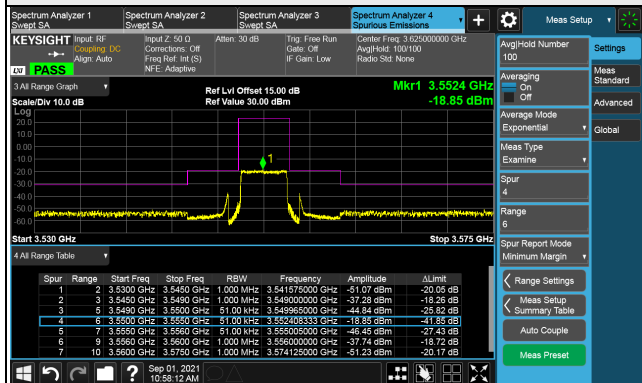 Spectrum Analyzer 1 Spectrum Analyzer 2 Spectrum Analyzer 3 Spectrum Analyzer 4 Meas Setup
Swept SA Swept SA Swept SA Spurious Emissions
KEYSIGHT Input: RF Input Z: 50 Ω Atten: 30 dB Trig: Free Run Center Freq: 3.625000000 GHz
Coupling: DC Corrections: Off Gate: Off Avg|Hold: 100/100
Align: Auto Freq Ref: Int (S) IF Gain: Low Radio Std: None
LXI PASS NFE: Adaptive
3 All Range Graph Ref Lvl Offset 15.00 dB Mkr1 3.5524 GHz
Scale/Div 10.0 dB Ref Value 30.00 dBm -18.85 dBm
Log
20.0
10.0
0.0
-10.0
1
-20.0
-30.0
-40.0
-50.0
-60.0
Start 3.530 GHz Stop 3.575 GHz
4 All Range Table
Spur Range Start Freq Stop Freq RBW Frequency Amplitude ΔLimit
1 2 3.5300 GHz 3.5450 GHz 1.000 MHz 3.541575000 GHz -51.07 dBm -20.05 dB
2 3 3.5450 GHz 3.5490 GHz 1.000 MHz 3.549000000 GHz -37.28 dBm -18.26 dB
3 5 3.5490 GHz 3.5500 GHz 51.00 kHz 3.549965000 GHz -44.84 dBm -25.82 dB
4 6 3.5500 GHz 3.5550 GHz 51.00 kHz 3.552408333 GHz -18.85 dBm -41.85 dB
5 7 3.5550 GHz 3.5560 GHz 51.00 kHz 3.555005000 GHz -46.45 dBm -27.43 dB
6 9 3.5560 GHz 3.5600 GHz 1.000 MHz 3.556000000 GHz -37.74 dBm -18.72 dB
7 10 3.5600 GHz 3.5750 GHz 1.000 MHz 3.574125000 GHz -51.23 dBm -20.17 dB
Sep 01, 2021
10:58:12 AM
Avg|Hold Number
100
Averaging
On
Off
Average Mode
Exponential
Meas Type
Examine
Spur
4
Range
6
Spur Report Mode
Minimum Margin
Range Settings
Meas Setup
Summary Table
Auto Couple
Meas Preset
Settings
Meas
Standard
Advanced
Global